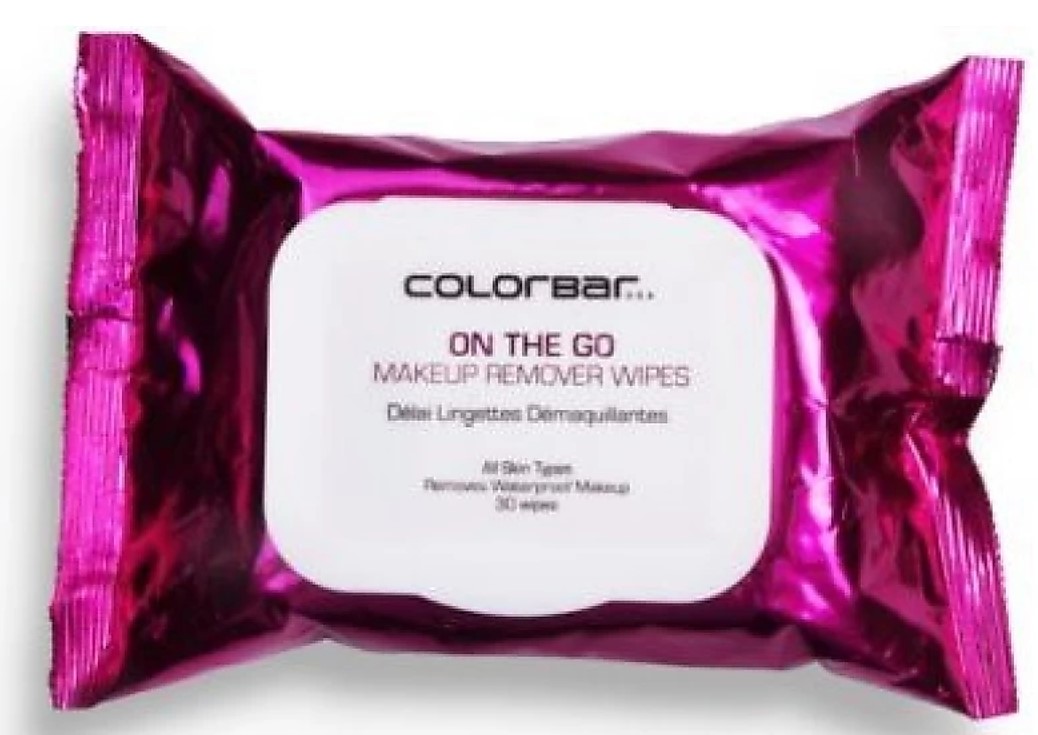 COLORBAR...
ON THE GO
MAKEUP REMOVER WIPES
Délai Lingettes Démaquillantes
All Skin Types
Removes Waterproof Makeup
30 wipes